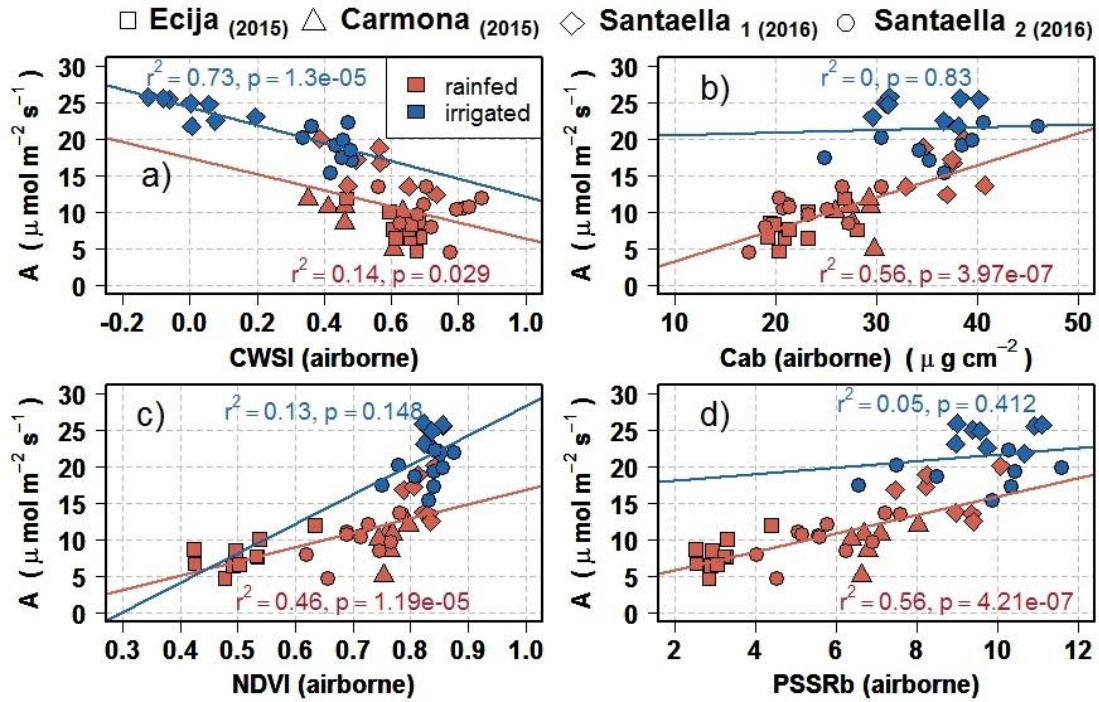 Ecija (2015) Carmona (2015) Santaella 1 (2016) Santaella 2 (2016)
r² = 0.73, p = 1.3e-05
rainfed
irrigated
a)
r² = 0.14, p = 0.029
A ( μ mol m⁻² s⁻¹ )
30
25
20
15
10
5
0
-0.2 0.0 0.2 0.4 0.6 0.8 1.0
CWSI (airborne)
b)
r² = 0, p = 0.83
r² = 0.56, p = 3.97e-07
A ( μ mol m⁻² s⁻¹ )
30
25
20
15
10
5
0
10 20 30 40 50
Cab (airborne) ( μ g cm⁻² )
c)
r² = 0.13, p = 0.148
r² = 0.46, p = 1.19e-05
A ( μ mol m⁻² s⁻¹ )
30
25
20
15
10
5
0
0.3 0.4 0.5 0.6 0.7 0.8 0.9 1.0
NDVI (airborne)
d)
r² = 0.05, p = 0.412
r² = 0.56, p = 4.21e-07
A ( μ mol m⁻² s⁻¹ )
30
25
20
15
10
5
0
2 4 6 8 10 12
PSSRb (airborne)